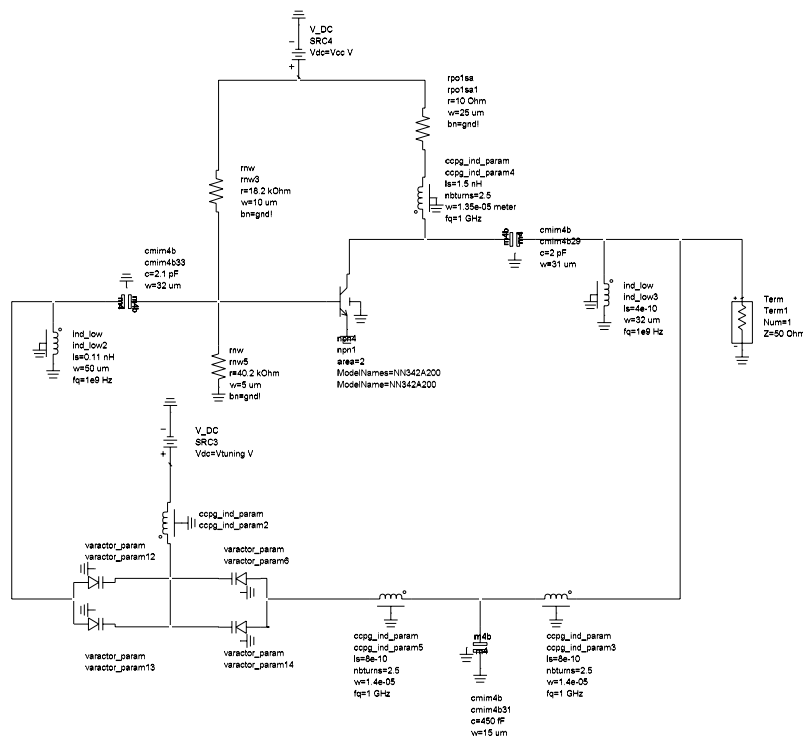 V_DC
SRC4
Vdc=Vcc V
rpo1sa
rpo1sa1
r=10 Ohm
w=25 um
bn=gnd!
ccpg_ind_param
ccpg_ind_param4
ls=1.5 nH
nbturns=2.5
w=1.35e-05 meter
fq=1 GHz
rnw
rnw3
r=18.2 kOhm
w=10 um
bn=gnd!
cmim4b
cmim4b33
c=2.1 pF
w=32 um
m4b
m4
cmim4b
cmim4b29
c=2 pF
w=31 um
ind_low
ind_low3
ls=4e-10
w=32 um
fq=1e9 Hz
Term
Term1
Num=1
Z=50 Ohm
ind_low
ind_low2
ls=0.11 nH
w=50 um
fq=1e9 Hz
rnw
rnw5
r=40.2 kOhm
w=5 um
bn=gnd!
npn4
npn1
area=2
ModelNames=NN342A200
ModelName=NN342A200
V_DC
SRC3
Vdc=Vtuning V
ccpg_ind_param
ccpg_ind_param2
varactor_param
varactor_param12
varactor_param
varactor_param6
varactor_param
varactor_param13
varactor_param
varactor_param14
ccpg_ind_param
ccpg_ind_param5
ls=8e-10
nbturns=2.5
w=1.4e-05
fq=1 GHz
m4b
m4
cmim4b
cmim4b31
c=450 fF
w=15 um
ccpg_ind_param
ccpg_ind_param3
ls=8e-10
nbturns=2.5
w=1.4e-05
fq=1 GHz